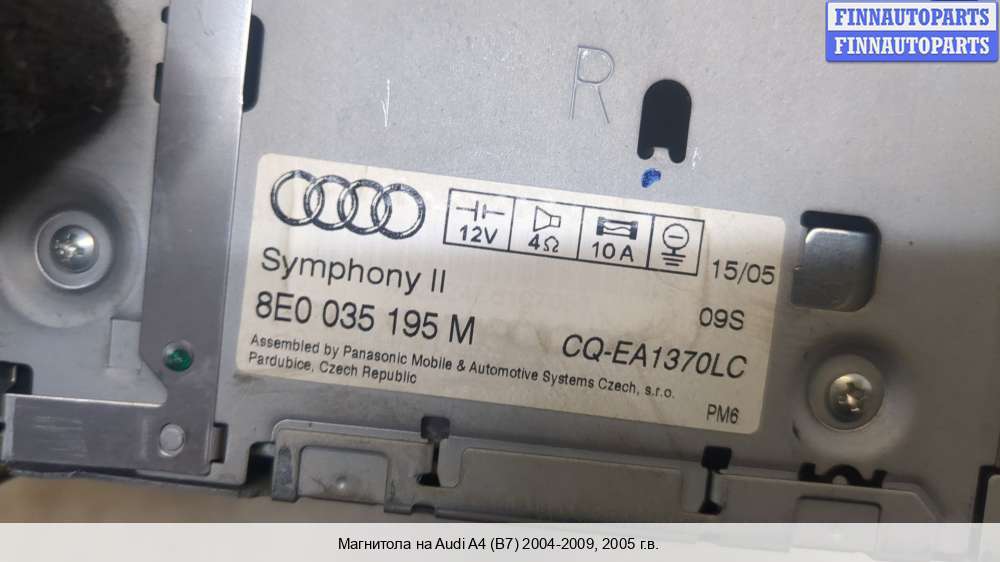 FINNAUTOPARTS
FINNAUTOPARTS
R
12V 4Ω 10A
15/05
Symphony II
09S
8E0 035 195 M
CQ-EA1370LC
Assembled by Panasonic Mobile & Automotive Systems Czech, s.r.o.
Pardubice, Czech Republic
PM6
Магнитола на Audi A4 (B7) 2004-2009, 2005 г.в.